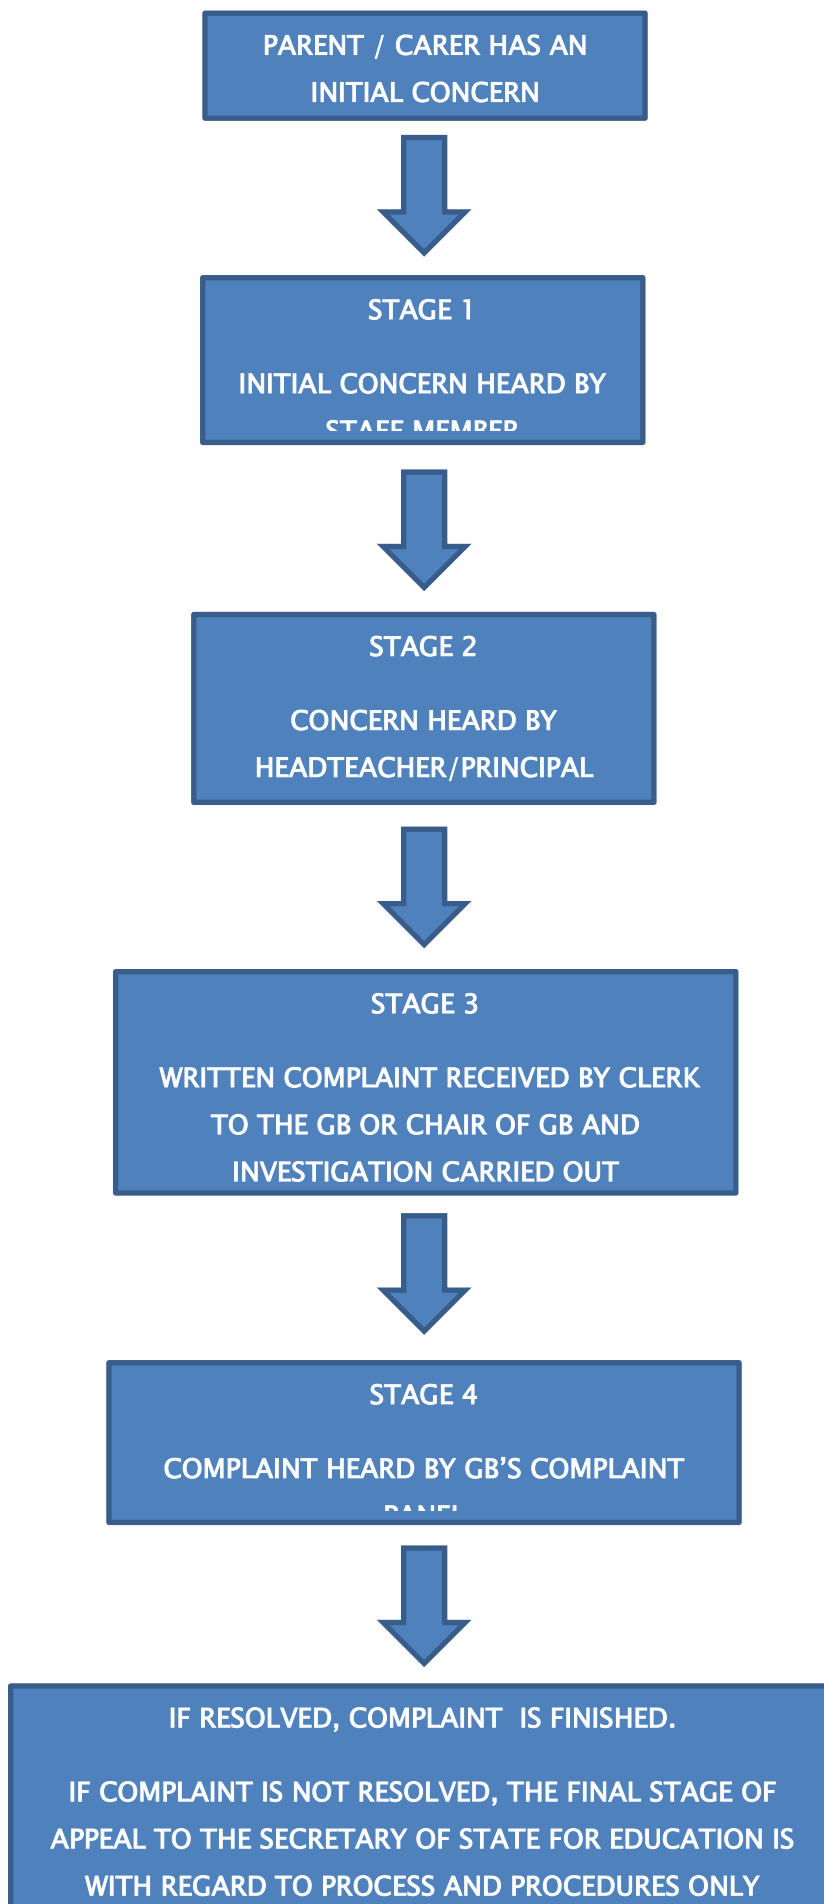 PARENT / CARER HAS AN
INITIAL CONCERN
STAGE 1
INITIAL CONCERN HEARD BY
STAFF MEMBER
STAGE 2
CONCERN HEARD BY
HEADTEACHER/PRINCIPAL
STAGE 3
WRITTEN COMPLAINT RECEIVED BY CLERK
TO THE GB OR CHAIR OF GB AND
INVESTIGATION CARRIED OUT
STAGE 4
COMPLAINT HEARD BY GB’S COMPLAINT
PANEL
IF RESOLVED, COMPLAINT  IS FINISHED.
IF COMPLAINT IS NOT RESOLVED, THE FINAL STAGE OF
APPEAL TO THE SECRETARY OF STATE FOR EDUCATION IS
WITH REGARD TO PROCESS AND PROCEDURES ONLY